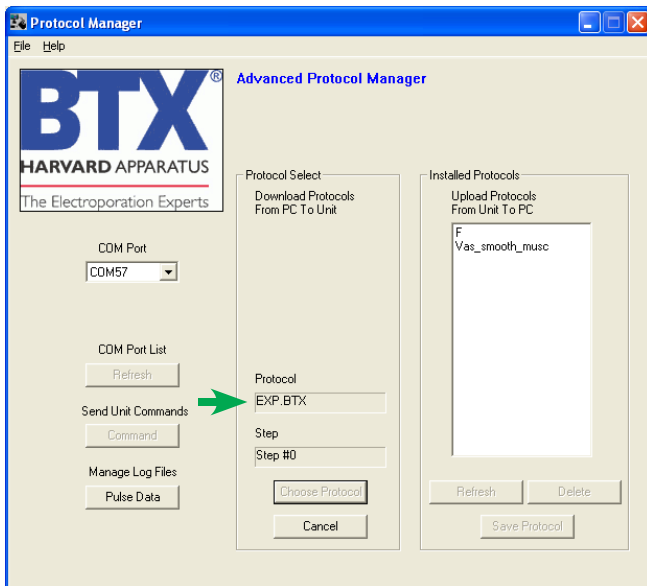 Protocol Manager
File Help
BTX®
HARVARD APPARATUS
The Electroporation Experts
Advanced Protocol Manager
COM Port
COM57
COM Port List
Refresh
Send Unit Commands
Command
Manage Log Files
Pulse Data
Protocol Select
Download Protocols
From PC To Unit
Protocol
EXP.BTX
Step
Step #0
Choose Protocol
Cancel
Installed Protocols
Upload Protocols
From Unit To PC
F
Vas_smooth_musc
Refresh Delete
Save Protocol